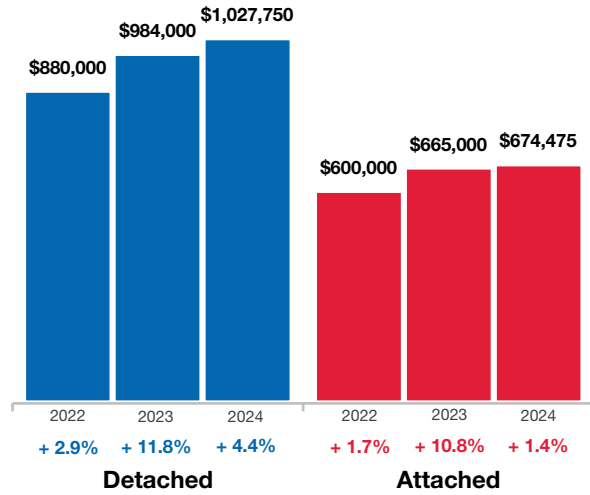 $880,000
$984,000
$1,027,750
$600,000
$665,000
$674,475
2022 2023 2024 2022 2023 2024
+ 2.9% + 11.8% + 4.4% + 1.7% + 10.8% + 1.4%
Detached Attached